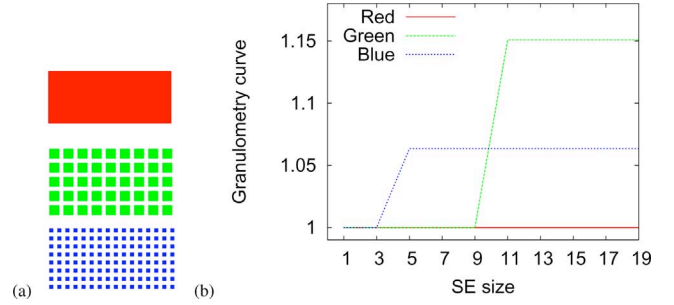 (a)
(b)
Granulometry curve
Red
Green
Blue
1.15
1.1
1.05
1
1 3 5 7 9 11 13 15 17 19
SE size